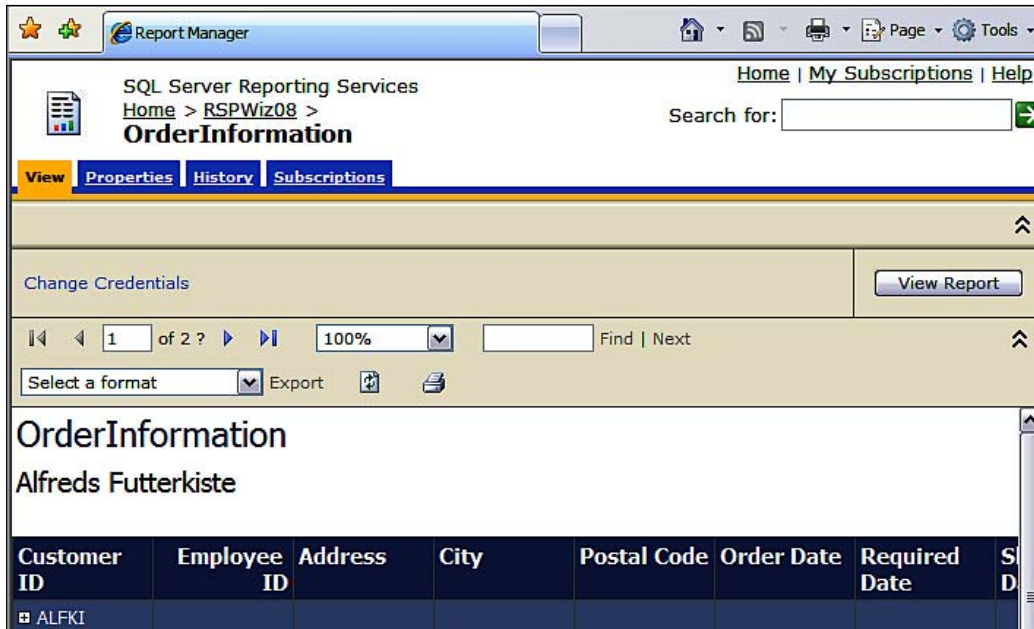 Report Manager
Page
Tools
Home | My Subscriptions | Help
SQL Server Reporting Services
Home > RSPWiz08 >
OrderInformation
Search for:
View Properties History Subscriptions
Change Credentials
View Report
1 of 2 ? 100% Find | Next
Select a format Export
OrderInformation
Alfreds Futterkiste
Customer ID Employee ID Address City Postal Code Order Date Required Date
ALFKI